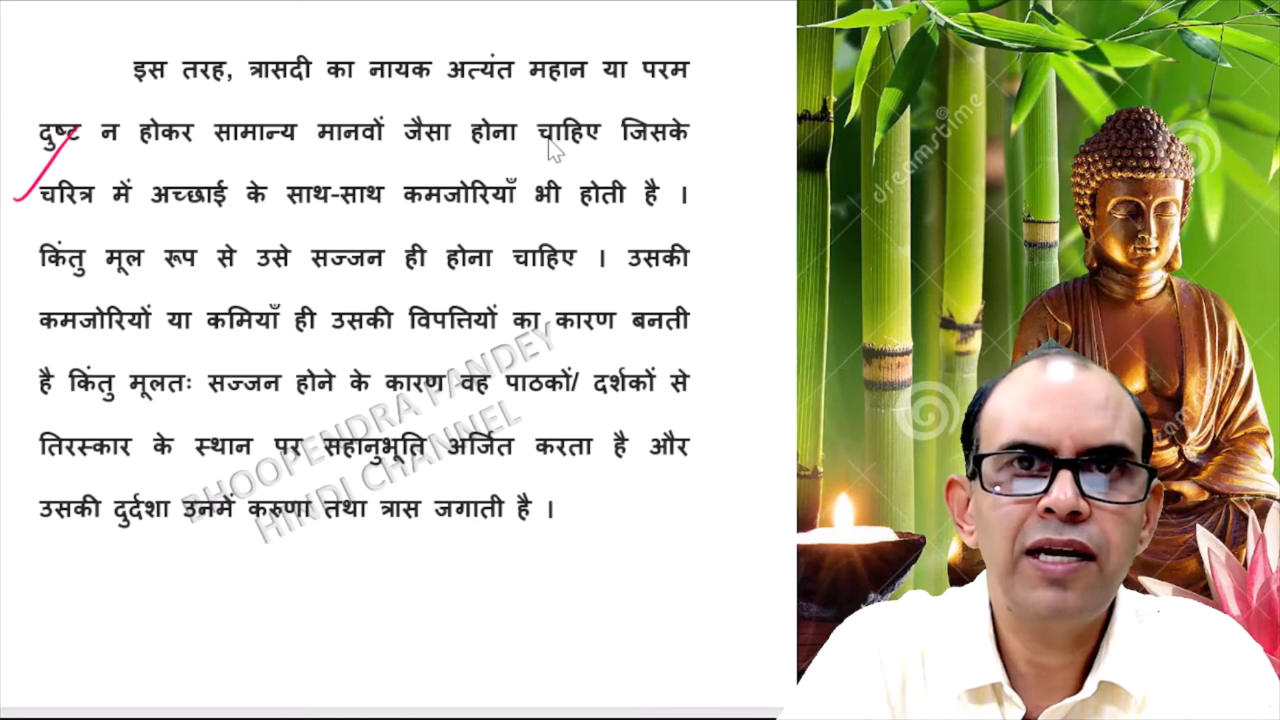 इस तरह, त्रासदी का नायक अत्यंत महान या परम
दुष्ट न होकर सामान्य मानवों जैसा होना चाहिए जिसके
चरित्र में अच्छाई के साथ-साथ कमजोरियाँ भी होती है ।
किंतु मूल रूप से उसे सज्जन ही होना चाहिए । उसकी
कमजोरियों या कमियाँ ही उसकी विपत्तियों का कारण बनती
है किंतु मूलतः सज्जन होने के कारण वह पाठकों/ दर्शकों से
तिरस्कार के स्थान पर सहानुभूति अर्जित करता है और
उसकी दुर्दशा उनमें करुणा तथा त्रास जगाती है ।
BHOOPENDRA PANDEY
HINDI CHANNEL
dreamstime
dreamstime